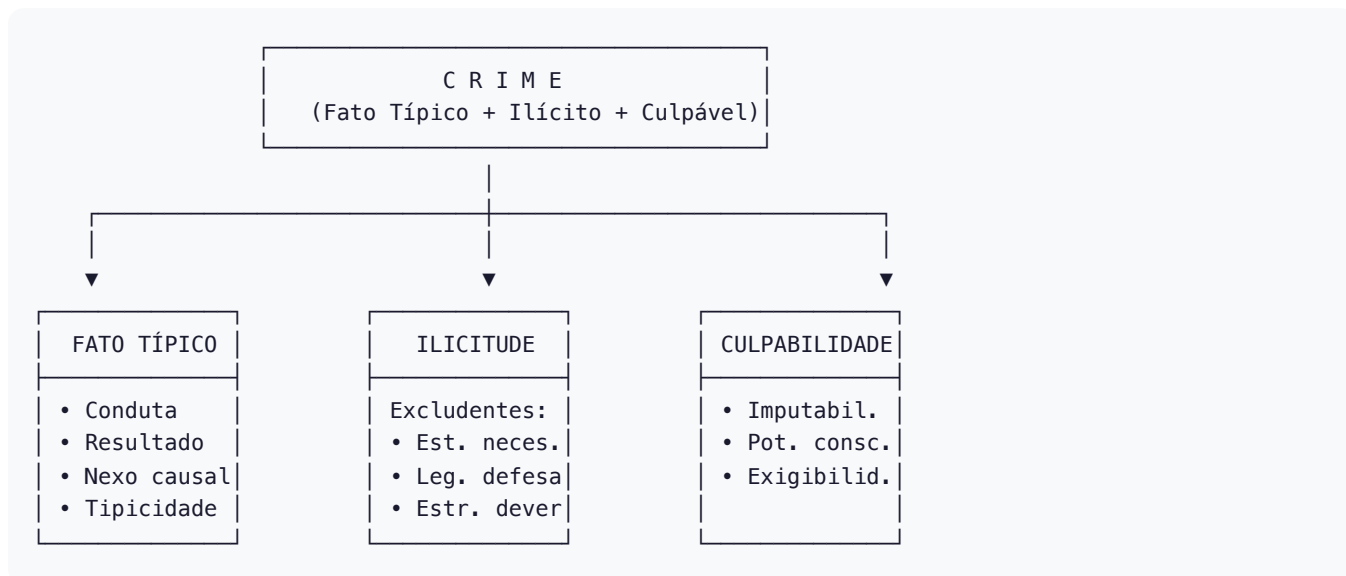 C R I M E
(Fato Típico + Ilícito + Culpável)
FATO TÍPICO
• Conduta
• Resultado
• Nexo causal
• Tipicidade
ILICITUDE
Excludentes:
• Est. neces.
• Leg. defesa
• Estr. dever
CULPABILIDADE
• Imputabil.
• Pot. consc.
• Exigibilid.